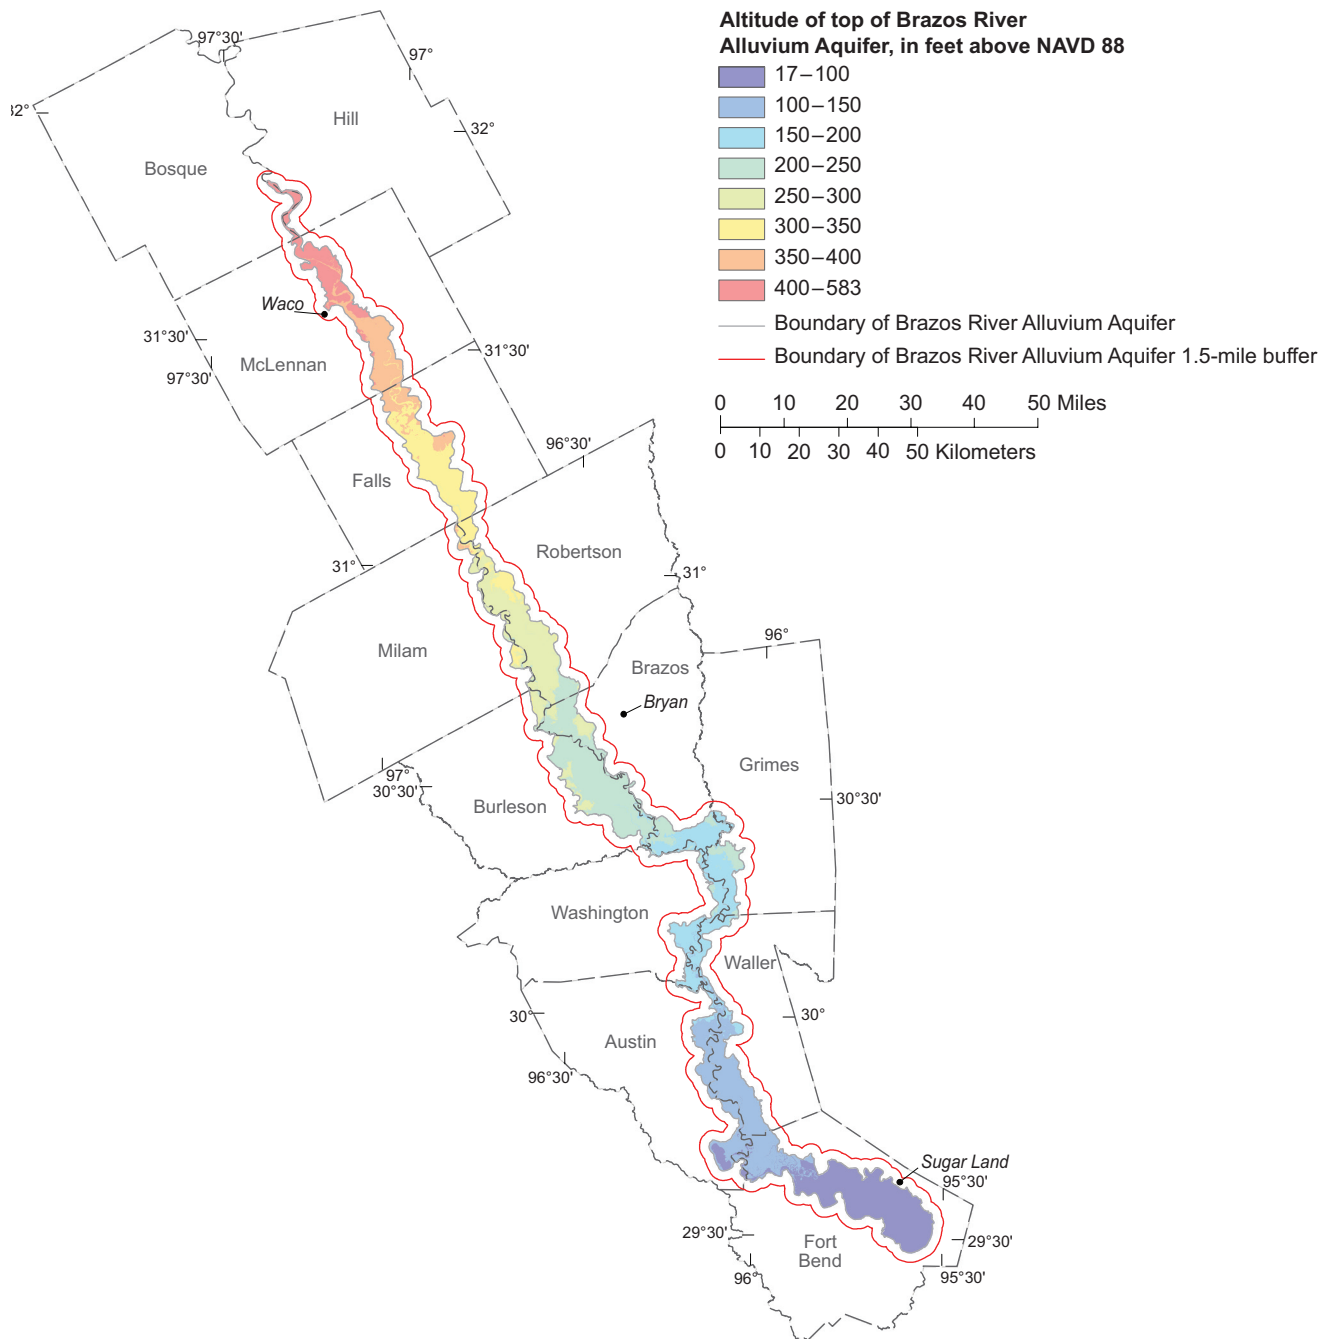 Altitude of top of Brazos River
Alluvium Aquifer, in feet above NAVD 88
17–100
100–150
150–200
200–250
250–300
300–350
350–400
400–583
Boundary of Brazos River Alluvium Aquifer
Boundary of Brazos River Alluvium Aquifer 1.5-mile buffer
0 10 20 30 40 50 Miles
0 10 20 30 40 50 Kilometers
97°30'
97°
32°
Hill
32°
Bosque
Waco
31°30'
97°30'
McLennan
31°30'
96°30'
Falls
Robertson
31°
31°
96°
Milam
Brazos
Bryan
Grimes
97°
30°30'
Burleson
30°30'
Washington
Waller
30°
30°
Austin
96°30'
Sugar Land
95°30'
29°30'
Fort
Bend
29°30'
96°
95°30'